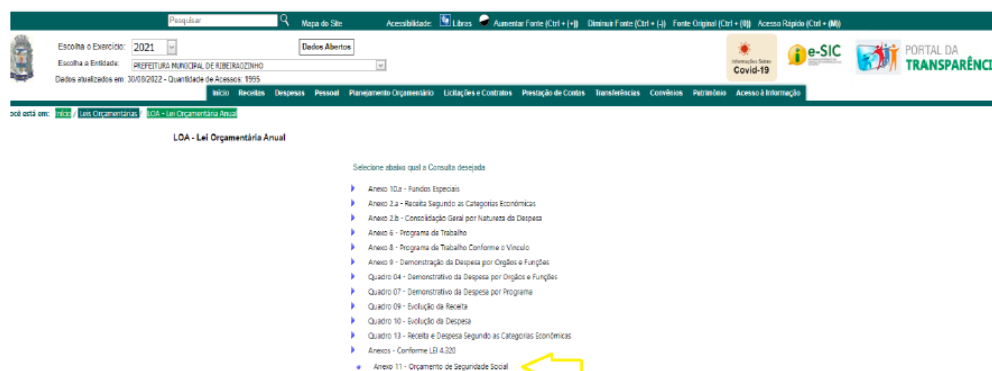 Pesquisar Mapa do Site Acessibilidade: Libras Aumentar Fonte (Ctrl + (+)) Diminuir Fonte (Ctrl + (-)) Fonte Original (Ctrl + (0)) Acesso Rápido (Ctrl + (M))
Escolha o Exercício: 2021 Dados Abertos
Escolha a Entidade: PREFEITURA MUNICIPAL DE RIBEIRAOZINHO
Dados atualizados em: 30/08/2022 - Quantidade de Acessos: 1995
Informações Sobre
Covid-19
e-SIC
PORTAL DA
TRANSPARÊNCI
Início Receitas Despesas Pessoal Planejamento Orçamentário Licitações e Contratos Prestação de Contas Transferências Convênios Patrimônio Acesso à Informação
ocê está em: Início / Leis Orçamentárias / LOA - Lei Orçamentária Anual
LOA - Lei Orçamentária Anual
Selecione abaixo qual a Consulta desejada
Anexo 10.a - Fundos Especiais
Anexo 2.a - Receita Segundo as Categorias Econômicas
Anexo 2.b - Consolidação Geral por Natureza da Despesa
Anexo 6 - Programa de Trabalho
Anexo 8 - Programa de Trabalho Conforme o Vinculo
Anexo 9 - Demonstração da Despesa por Orgãos e Funções
Quadro 04 - Demonstrativo da Despesa por Orgãos e Funções
Quadro 07 - Demonstrativo da Despesa por Programa
Quadro 09 - Evolução da Receita
Quadro 10 - Evolução da Despesa
Quadro 13 - Receita e Despesa Segundo as Categorias Econômicas
Anexos - Conforme LEI 4.320
Anexo 11 - Orçamento de Seguridade Social